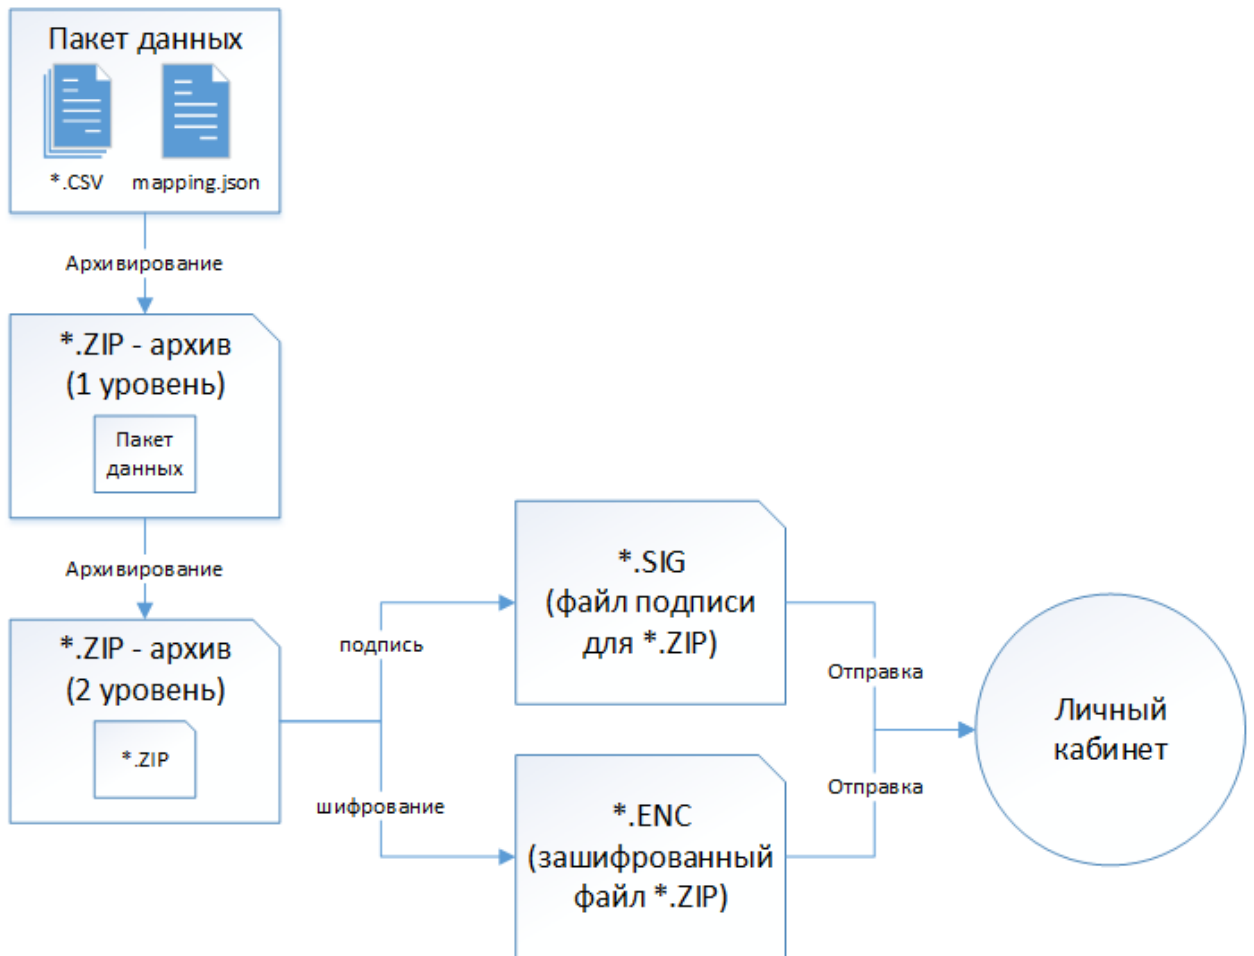 Пакет данных
*.CSV
mapping.json
Архивирование
*.ZIP - архив
(1 уровень)
Пакет
данных
Архивирование
*.ZIP - архив
(2 уровень)
*.ZIP
подпись
шифрование
*.SIG
(файл подписи
для *.ZIP)
*.ENC
(зашифрованный
файл *.ZIP)
Отправка
Отправка
Личный
кабинет